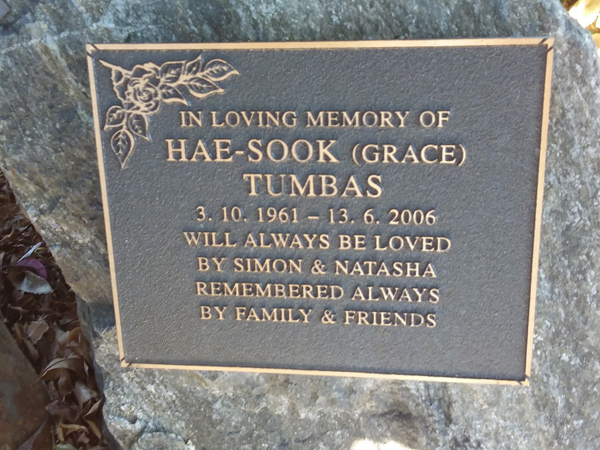 IN LOVING MEMORY OF
HAE-SOOK (GRACE)
TUMBAS
3. 10. 1961 – 13. 6. 2006
WILL ALWAYS BE LOVED
BY SIMON & NATASHA
REMEMBERED ALWAYS
BY FAMILY & FRIENDS